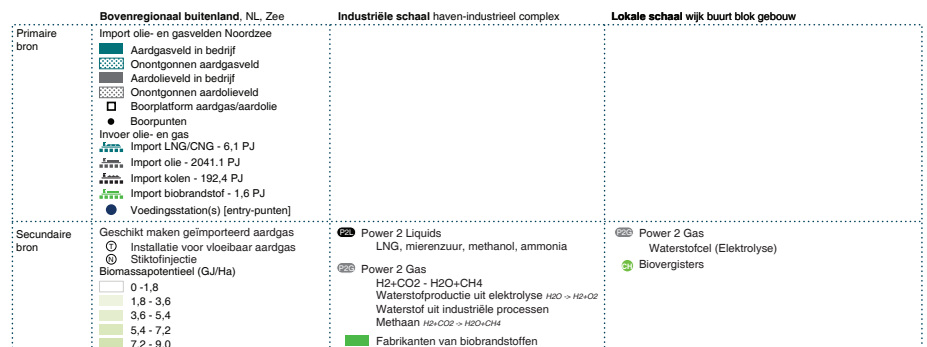 Bovenregionaal buitenland, NL, Zee
Industriële schaal haven-industrieel complex
Lokale schaal wijk buurt blok gebouw
Primaire
bron
Import olie- en gasvelden Noordzee
Aardgasveld in bedrijf
Onontgonnen aardgasveld
Aardolieveld in bedrijf
Onontgonnen aardolieveld
Boorplatform aardgas/aardolie
Boorpunten
Invoer olie- en gas
Import LNG/CNG - 6,1 PJ
Import olie - 2041.1 PJ
Import kolen - 192,4 PJ
Import biobrandstof - 1,6 PJ
Voedingsstation(s) [entry-punten]
Secundaire
bron
Geschikt maken geïmporteerd aardgas
T Installatie voor vloeibaar aardgas
N Stiktofinjectie
Biomassapotentieel (GJ/Ha)
0 -1,8
1,8 - 3,6
3,6 - 5,4
5,4 - 7,2
7,2 - 9,0
P2L Power 2 Liquids
LNG, mierenzuur, methanol, ammonia
P2G Power 2 Gas
H2+CO2 - H2O+CH4
Waterstofproductie uit elektrolyse H2O -> H2+O2
Waterstof uit industriële processen
Methaan H2+CO2 -> H2O+CH4
Fabrikanten van biobrandstoffen
P2G Power 2 Gas
Waterstofcel (Elektrolyse)
CH Biovergisters